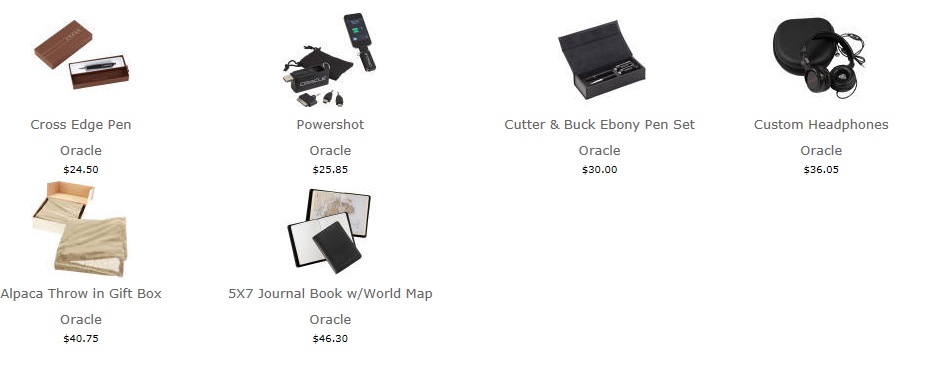 ORACLE
Cross Edge Pen
Oracle
$24.50
Powershot
Oracle
$25.85
Cutter & Buck Ebony Pen Set
Oracle
$30.00
Custom Headphones
Oracle
$36.05
Alpaca Throw in Gift Box
Oracle
$40.75
5X7 Journal Book w/World Map
Oracle
$46.30